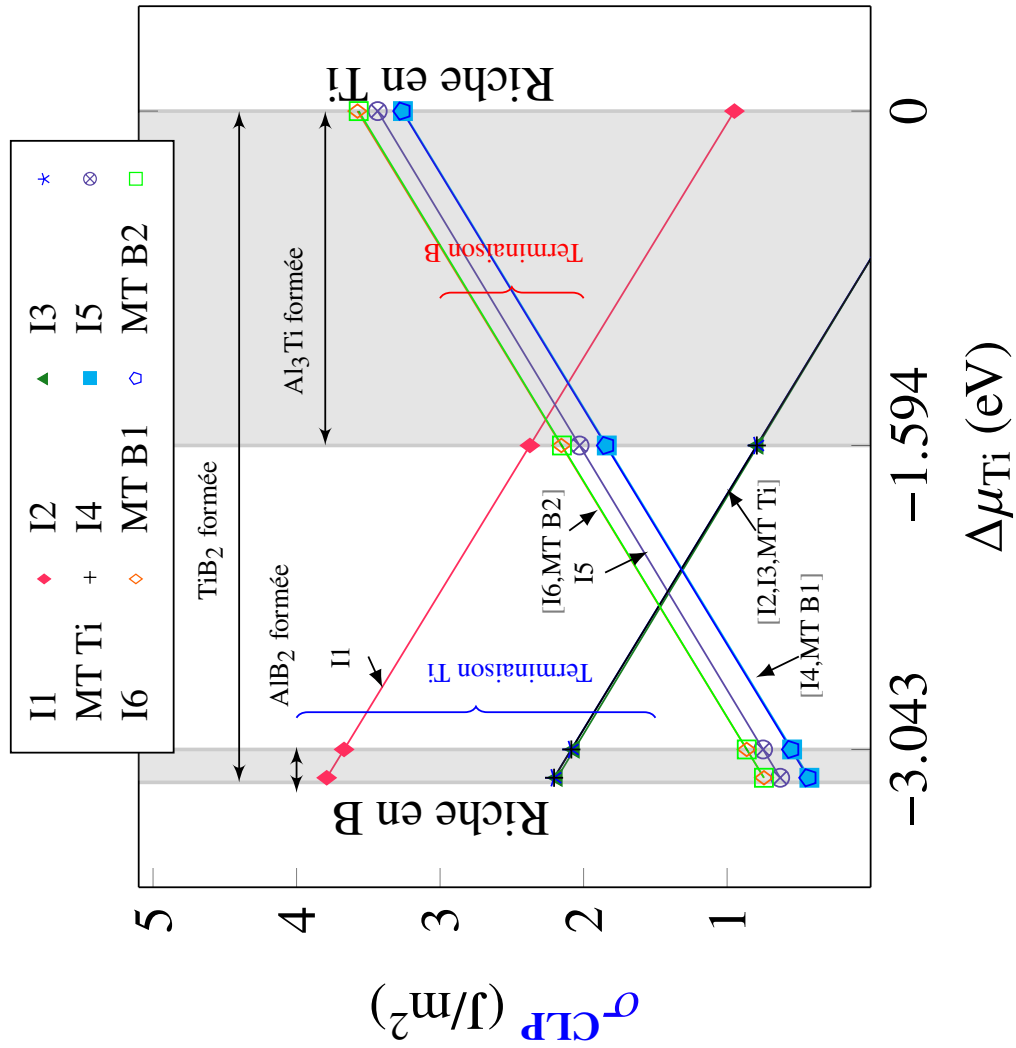 I1 I2 I3
MT Ti I4 I5
I6 MT B1 MT B2
TiB2 formée
AlB2 formée
Al3Ti formée
Riche en B
Riche en Ti
Terminaison Ti
Terminaison B
I1
[I6,MT B2]
I5
[I2,I3,MT Ti]
[I4,MT B1]
5
4
3
2
1
σCLP (J/m2)
−3.043 −1.594 0
ΔμTi (eV)